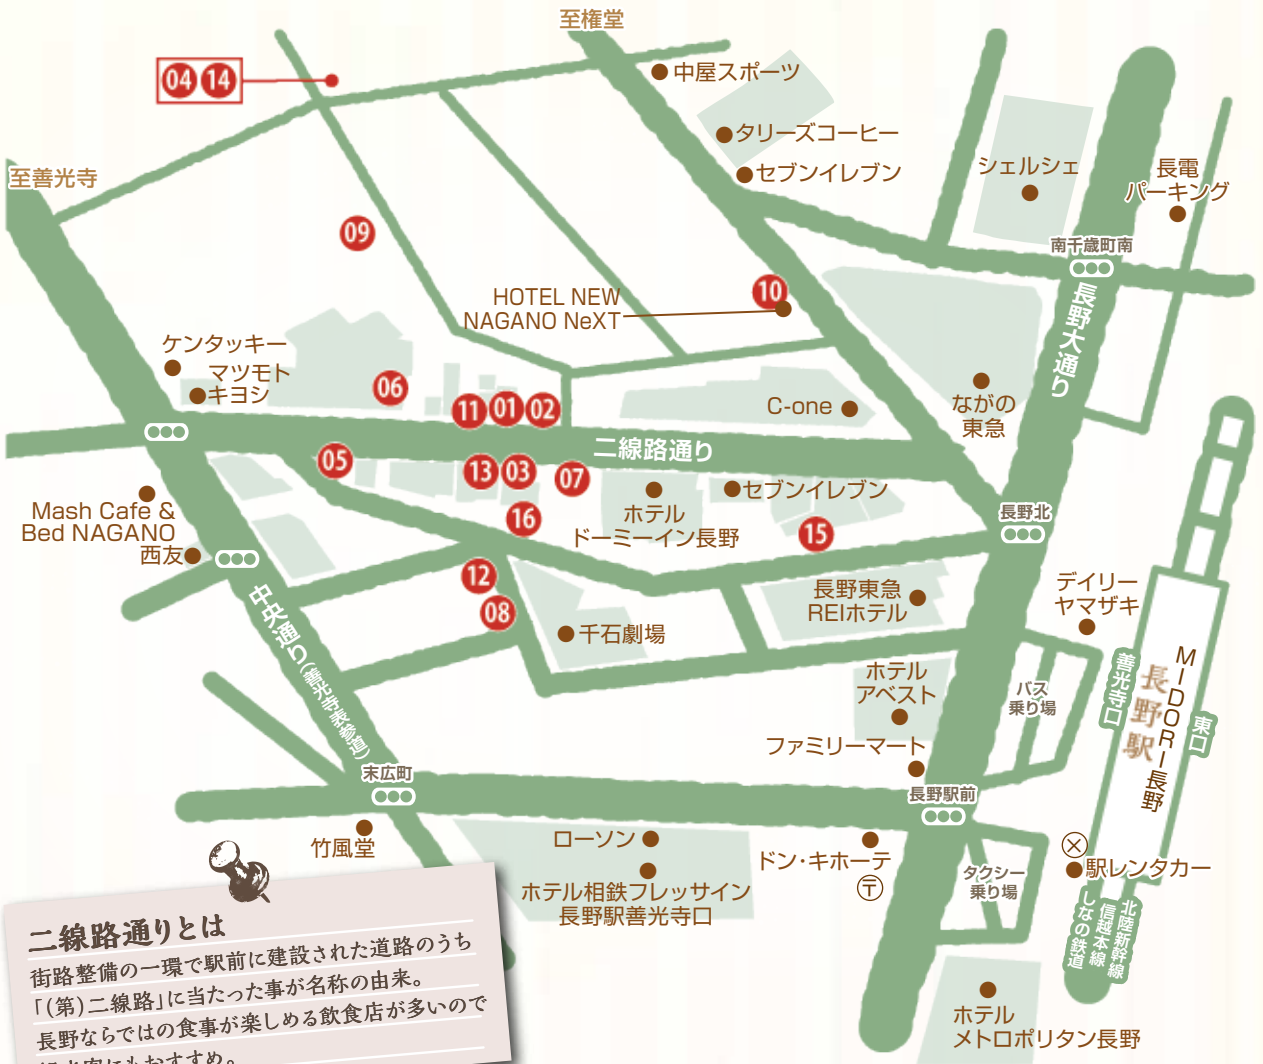 至権堂
04 14
中屋スポーツ
タリーズコーヒー
セブンイレブン
シェルシェ
長電
パーキング
至善光寺
南千歳町南
09
10
HOTEL NEW
NAGANO NeXT
長野大通り
ケンタッキー
マツモト
キヨシ
06
11 01 02
C-one
ながの
東急
二線路通り
05
13 03 07
セブンイレブン
ホテル
ドーミーイン長野
16
15
長野北
Mash Cafe &
Bed NAGANO
西友
12
08
千石劇場
長野東急
REIホテル
デイリー
ヤマザキ
中央通り(善光寺表参道)
ホテル
アベスト
バス
乗り場
善光寺口
長野駅
MIDORI長野
東口
ファミリーマート
末広町
長野駅前
竹風堂
ローソン
ホテル相鉄フレッサイン
長野駅善光寺口
ドン・キホーテ
〒
タクシー
乗り場
駅レンタカー
北陸新幹線
信越本線
しなの鉄道
ホテル
メトロポリタン長野
二線路通りとは
街路整備の一環で駅前に建設された道路のうち
「(第)二線路」に当たった事が名称の由来。
長野ならではの食事が楽しめる飲食店が多いので